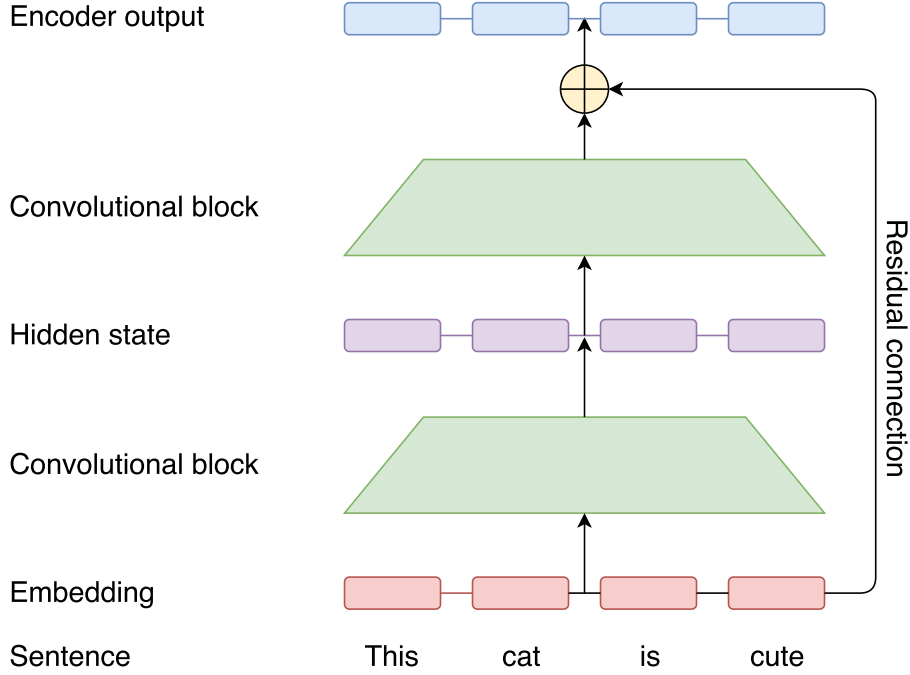 Encoder output
Convolutional block
Hidden state
Residual connection
Convolutional block
Embedding
Sentence This cat is cute